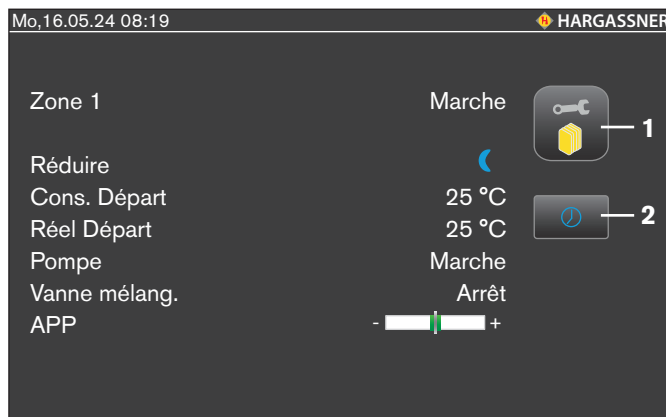 Mo,16.05.24 08:19 HARGASSNER
Zone 1 Marche
1
Réduire
Cons. Départ 25 °C
2
Réel Départ 25 °C
Pompe Marche
Vanne mélang. Arrêt
APP - +